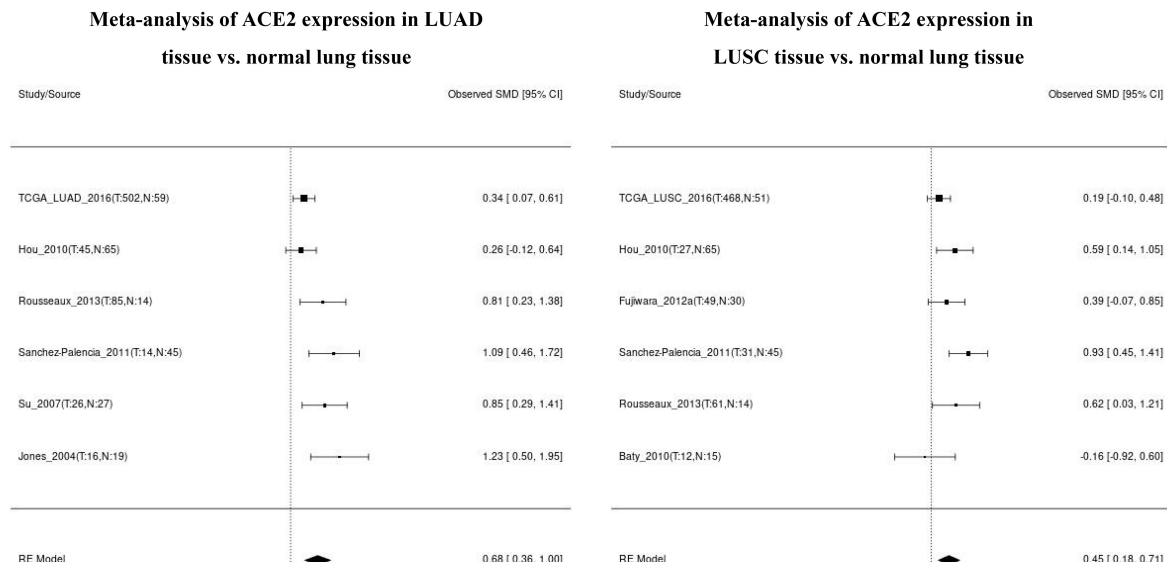 Meta-analysis of ACE2 expression in LUAD
tissue vs. normal lung tissue
Study/Source Observed SMD [95% CI]
TCGA_LUAD_2016(T:502,N:59) 0.34 [ 0.07, 0.61]
Hou_2010(T:45,N:65) 0.26 [-0.12, 0.64]
Rousseaux_2013(T:85,N:14) 0.81 [ 0.23, 1.38]
Sanchez-Palencia_2011(T:14,N:45) 1.09 [ 0.46, 1.72]
Su_2007(T:26,N:27) 0.85 [ 0.29, 1.41]
Jones_2004(T:16,N:19) 1.23 [ 0.50, 1.95]
RE Model 0.68 [ 0.36, 1.00]
Meta-analysis of ACE2 expression in
LUSC tissue vs. normal lung tissue
Study/Source Observed SMD [95% CI]
TCGA_LUSC_2016(T:468,N:51) 0.19 [-0.10, 0.48]
Hou_2010(T:27,N:65) 0.59 [ 0.14, 1.05]
Fujiwara_2012a(T:49,N:30) 0.39 [-0.07, 0.85]
Sanchez-Palencia_2011(T:31,N:45) 0.93 [ 0.45, 1.41]
Rousseaux_2013(T:61,N:14) 0.62 [ 0.03, 1.21]
Baty_2010(T:12,N:15) -0.16 [-0.92, 0.60]
RE Model 0.45 [ 0.18, 0.71]